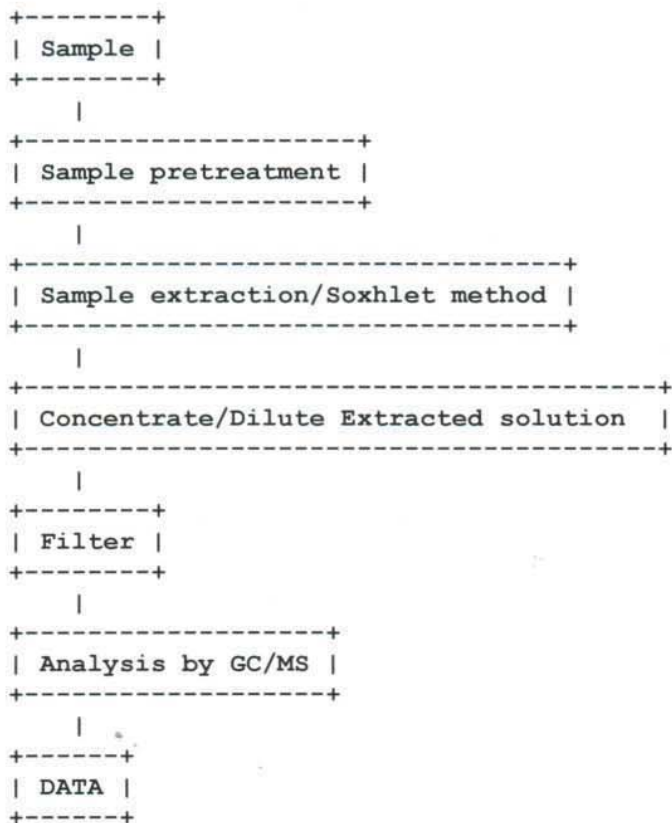 Sample
Sample pretreatment
Sample extraction/Soxhlet method
Concentrate/Dilute Extracted solution
Filter
Analysis by GC/MS
DATA